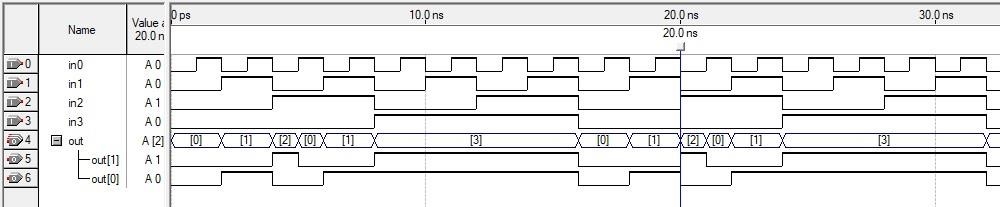 0 ps 10.0 ns 20.0 ns 30.0 ns
Name Value a 20.0 n
20.0 ns
0 in0 A 0
1 in1 A 0
2 in2 A 1
3 in3 A 0
4 out A [2] [0] [1] [2] [0] [1] [3] [0] [1] [2] [0] [1] [3]
5 out[1] A 1
6 out[0] A 0